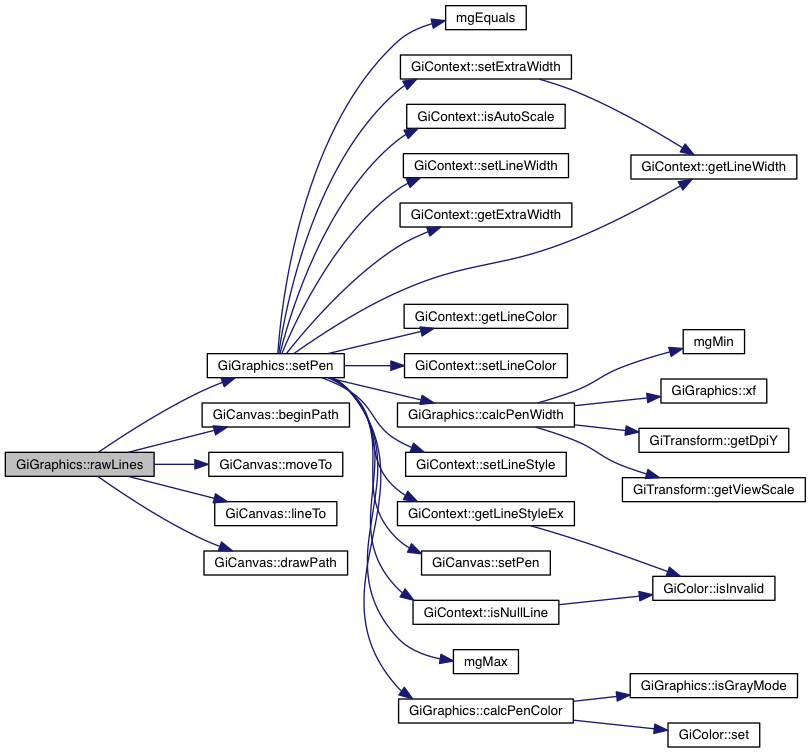 mgEquals
GiContext::setExtraWidth
GiContext::isAutoScale
GiContext::setLineWidth
GiContext::getLineWidth
GiContext::getExtraWidth
GiContext::getLineColor
mgMin
GiGraphics::setPen
GiContext::setLineColor
GiGraphics::xf
GiCanvas::beginPath
GiGraphics::calcPenWidth
GiTransform::getDpiY
GiGraphics::rawLines
GiCanvas::moveTo
GiContext::setLineStyle
GiTransform::getViewScale
GiCanvas::lineTo
GiContext::getLineStyleEx
GiCanvas::drawPath
GiCanvas::setPen
GiColor::isInvalid
GiContext::isNullLine
mgMax
GiGraphics::isGrayMode
GiGraphics::calcPenColor
GiColor::set